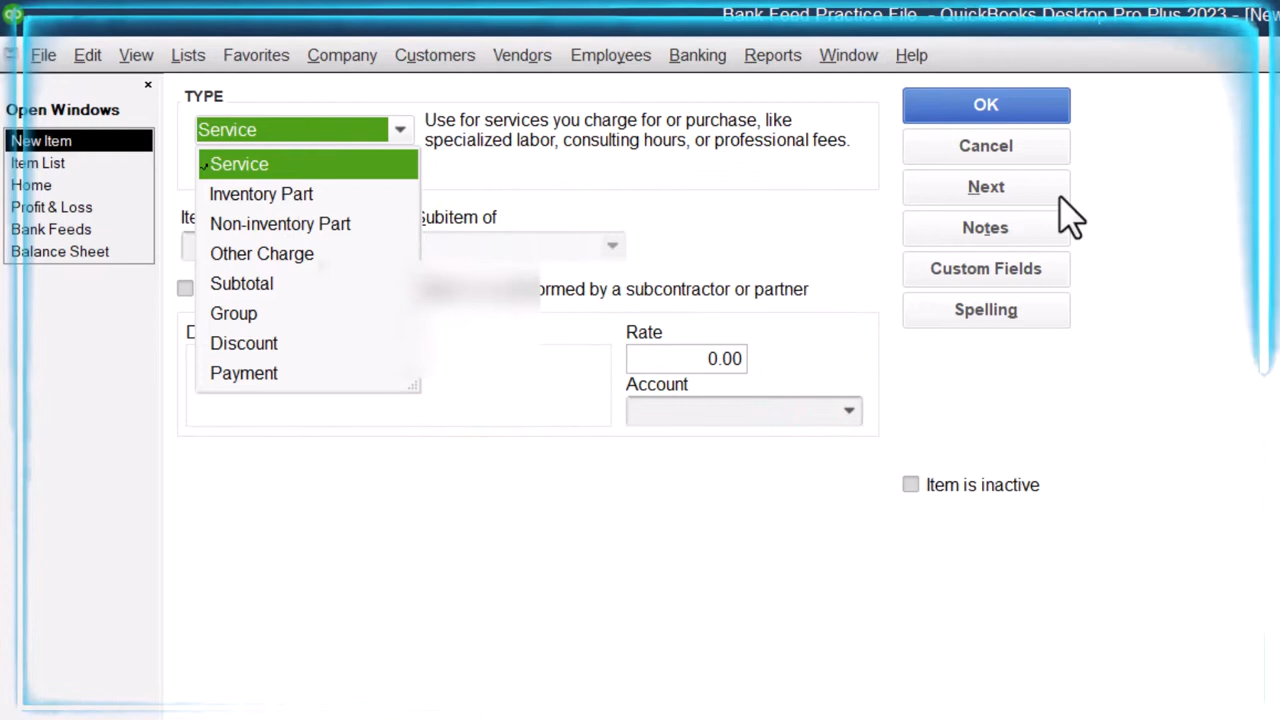 Bank Feed Practice File - QuickBooks Desktop Pro Plus 2023 - [New
File Edit View Lists Favorites Company Customers Vendors Employees Banking Reports Window Help
Open Windows
New Item
Item List
Home
Profit & Loss
Bank Feeds
Balance Sheet
TYPE
Service
Use for services you charge for or purchase, like
specialized labor, consulting hours, or professional fees.
Service
Inventory Part
Non-inventory Part
Other Charge
Subtotal
Group
Discount
Payment
Subitem of
by a subcontractor or partner
Rate
0.00
Account
OK
Cancel
Next
Notes
Custom Fields
Spelling
Item is inactive